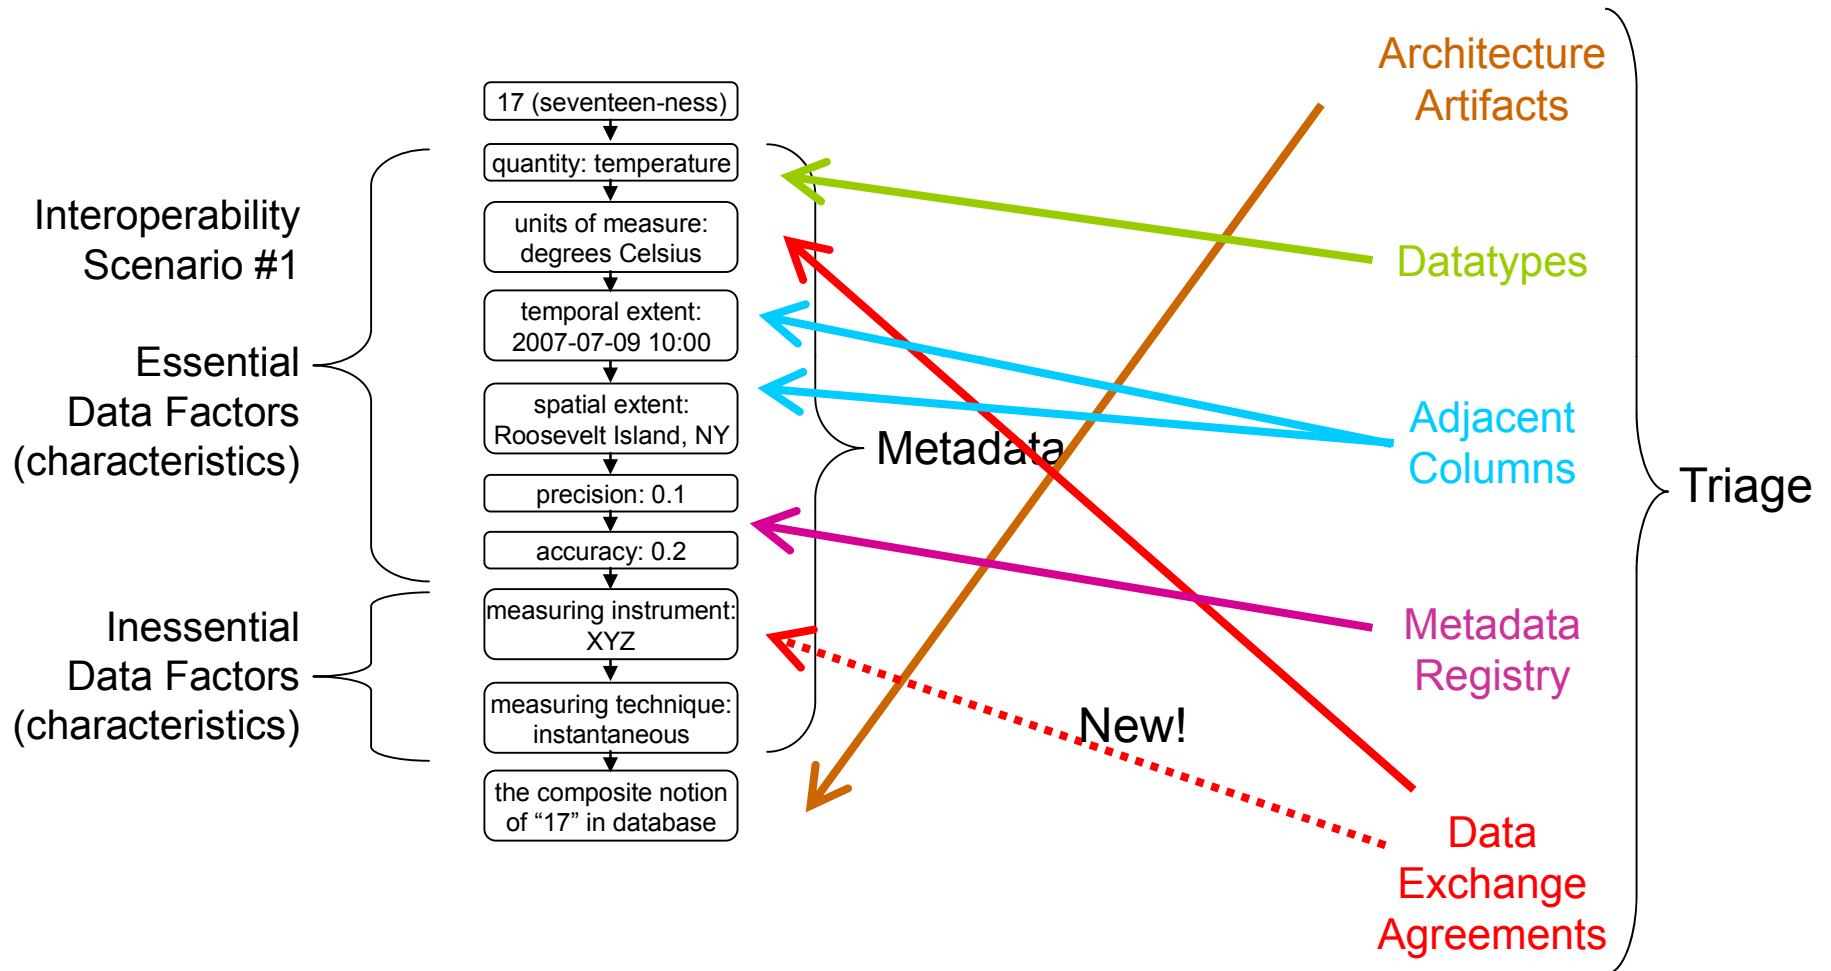 Interoperability
Scenario #1
Essential
Data Factors
(characteristics)
Inessential
Data Factors
(characteristics)
17 (seventeen-ness)
quantity: temperature
units of measure:
degrees Celsius
temporal extent:
2007-07-09 10:00
spatial extent:
Roosevelt Island, NY
precision: 0.1
accuracy: 0.2
measuring instrument:
XYZ
measuring technique:
instantaneous
the composite notion
of “17” in database
Metadata
New!
Architecture
Artifacts
Datatypes
Adjacent
Columns
Metadata
Registry
Data
Exchange
Agreements
Triage